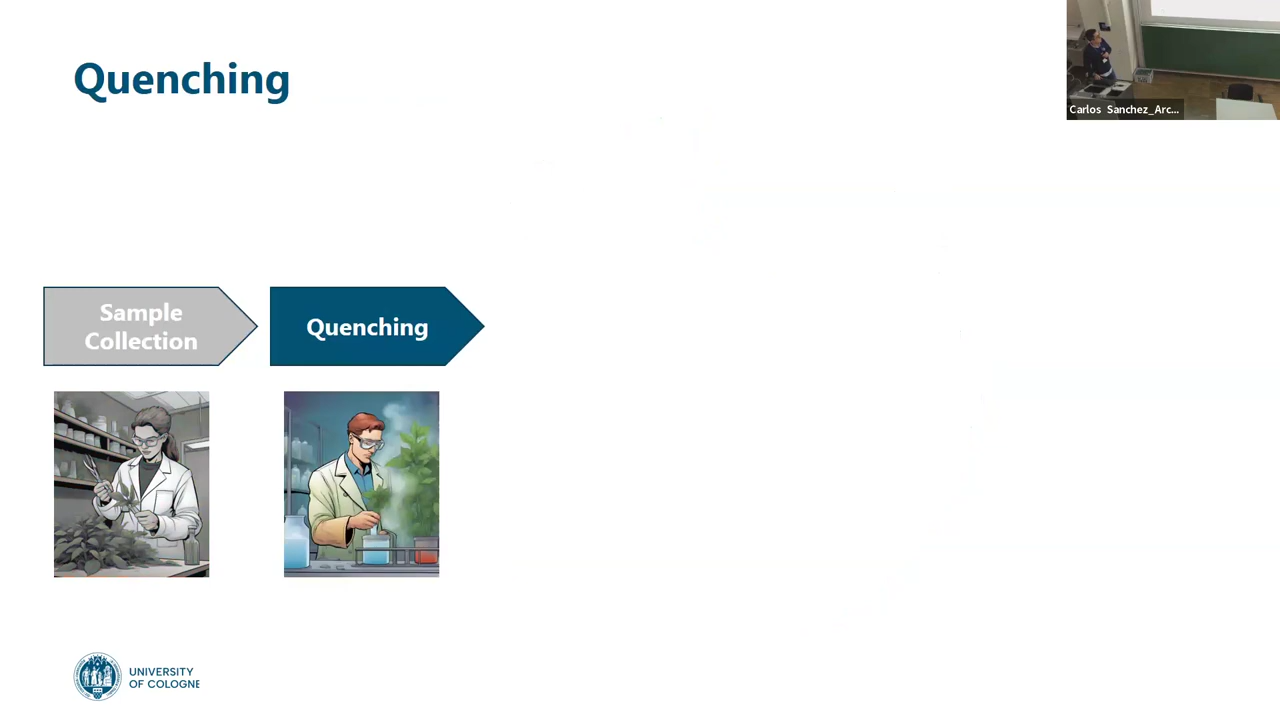 Quenching
Carlos Sanchez_Arc...
Sample
Collection
Quenching
UNIVERSITY
OF COLOGNE